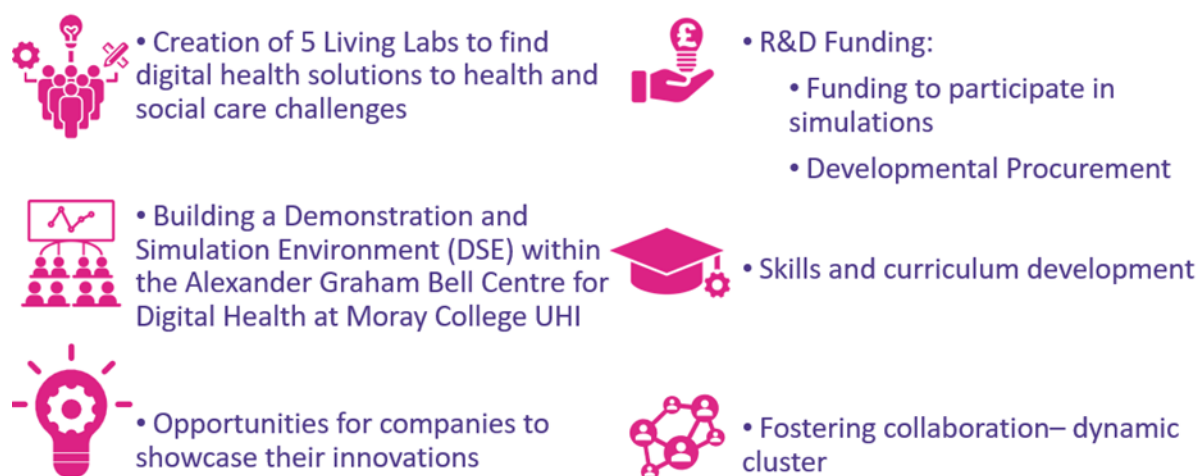 • Creation of 5 Living Labs to find
digital health solutions to health and
social care challenges
• Building a Demonstration and
Simulation Environment (DSE) within
the Alexander Graham Bell Centre for
Digital Health at Moray College UHI
• Opportunities for companies to
showcase their innovations
£
• R&D Funding:
• Funding to participate in
simulations
• Developmental Procurement
• Skills and curriculum development
• Fostering collaboration– dynamic
cluster